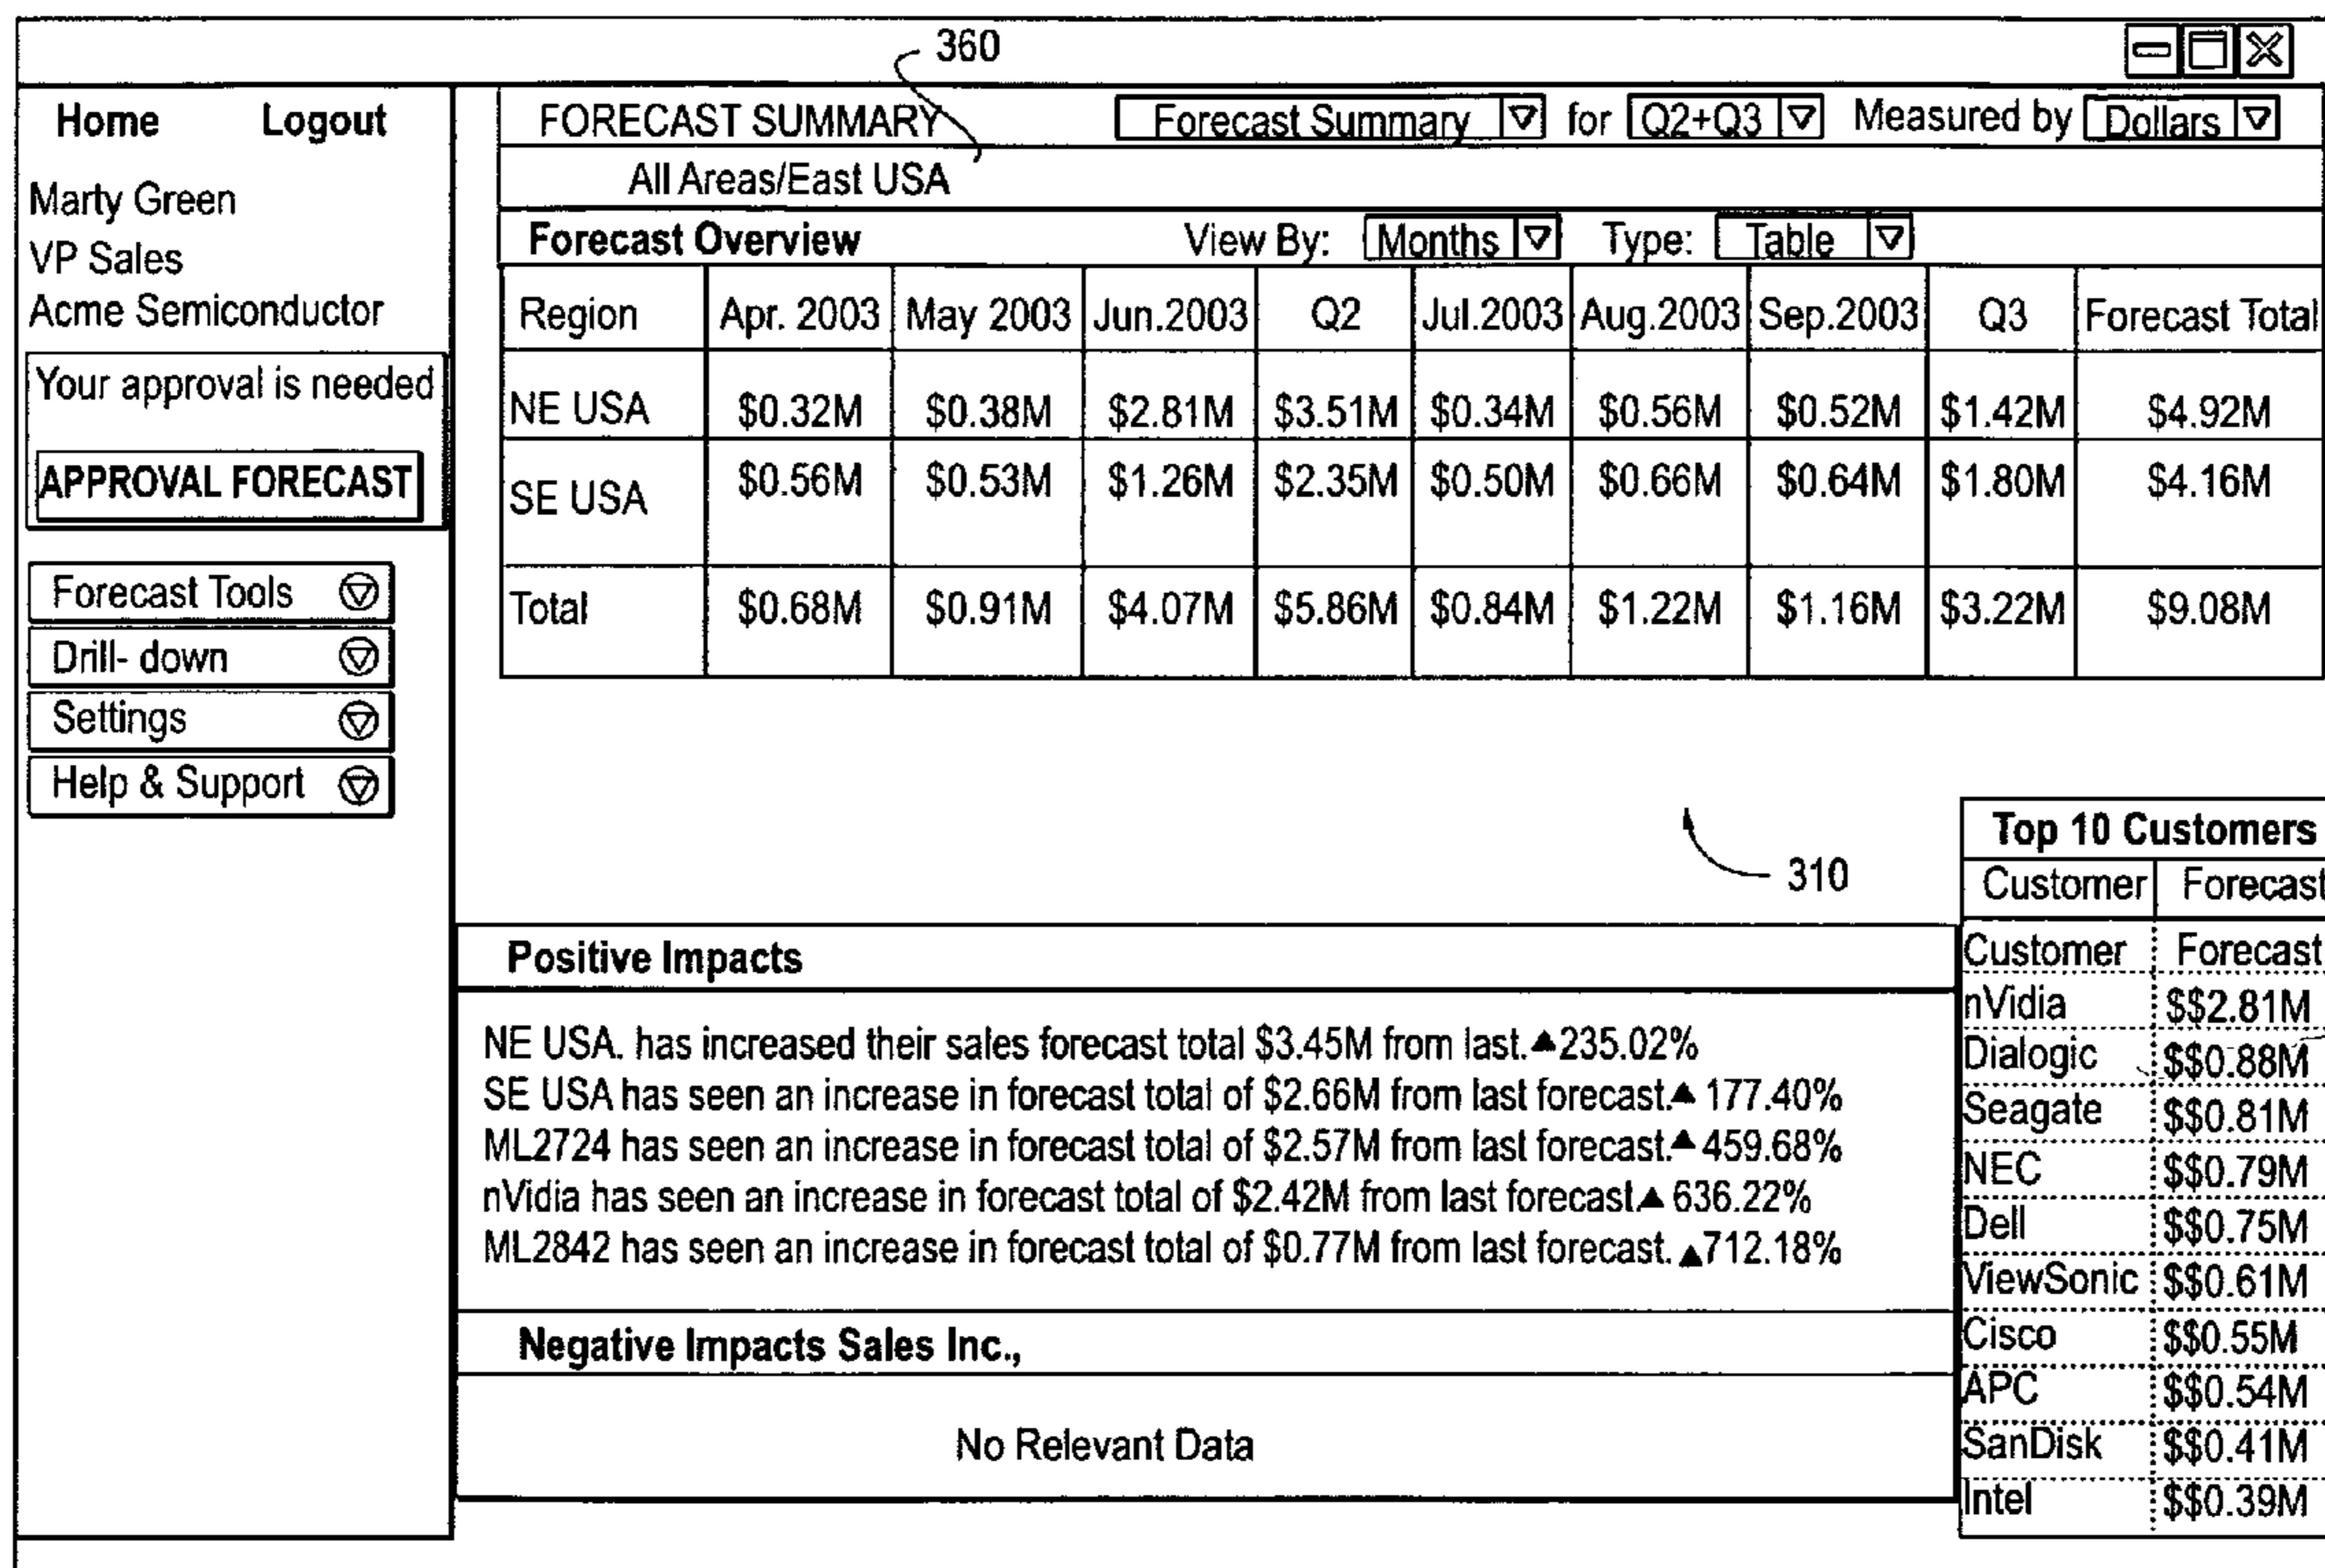 360
Home Logout
Marty Green
VP Sales
Acme Semiconductor
Your approval is needed
APPROVAL FORECAST
Forecast Tools
Drill- down
Settings
Help & Support
FORECAST SUMMARY Forecast Summary for Q2+Q3 Measured by Dollars
All Areas/East USA
Forecast Overview View By: Months Type: Table
Region Apr. 2003 May 2003 Jun.2003 Q2 Jul.2003 Aug.2003 Sep.2003 Q3 Forecast Total
NE USA $0.32M $0.38M $2.81M $3.51M $0.34M $0.56M $0.52M $1.42M $4.92M
SE USA $0.56M $0.53M $1.26M $2.35M $0.50M $0.66M $0.64M $1.80M $4.16M
Total $0.68M $0.91M $4.07M $5.86M $0.84M $1.22M $1.16M $3.22M $9.08M
310
Positive Impacts
NE USA. has increased their sales forecast total $3.45M from last.▲235.02%
SE USA has seen an increase in forecast total of $2.66M from last forecast.▲ 177.40%
ML2724 has seen an increase in forecast total of $2.57M from last forecast.▲ 459.68%
nVidia has seen an increase in forecast total of $2.42M from last forecast▲ 636.22%
ML2842 has seen an increase in forecast total of $0.77M from last forecast. ▲712.18%
Negative Impacts Sales Inc.,
No Relevant Data
Top 10 Customers
Customer Forecast
Customer Forecast
nVidia $$2.81M
Dialogic $$0.88M
Seagate $$0.81M
NEC $$0.79M
Dell $$0.75M
ViewSonic $$0.61M
Cisco $$0.55M
APC $$0.54M
SanDisk $$0.41M
Intel $$0.39M